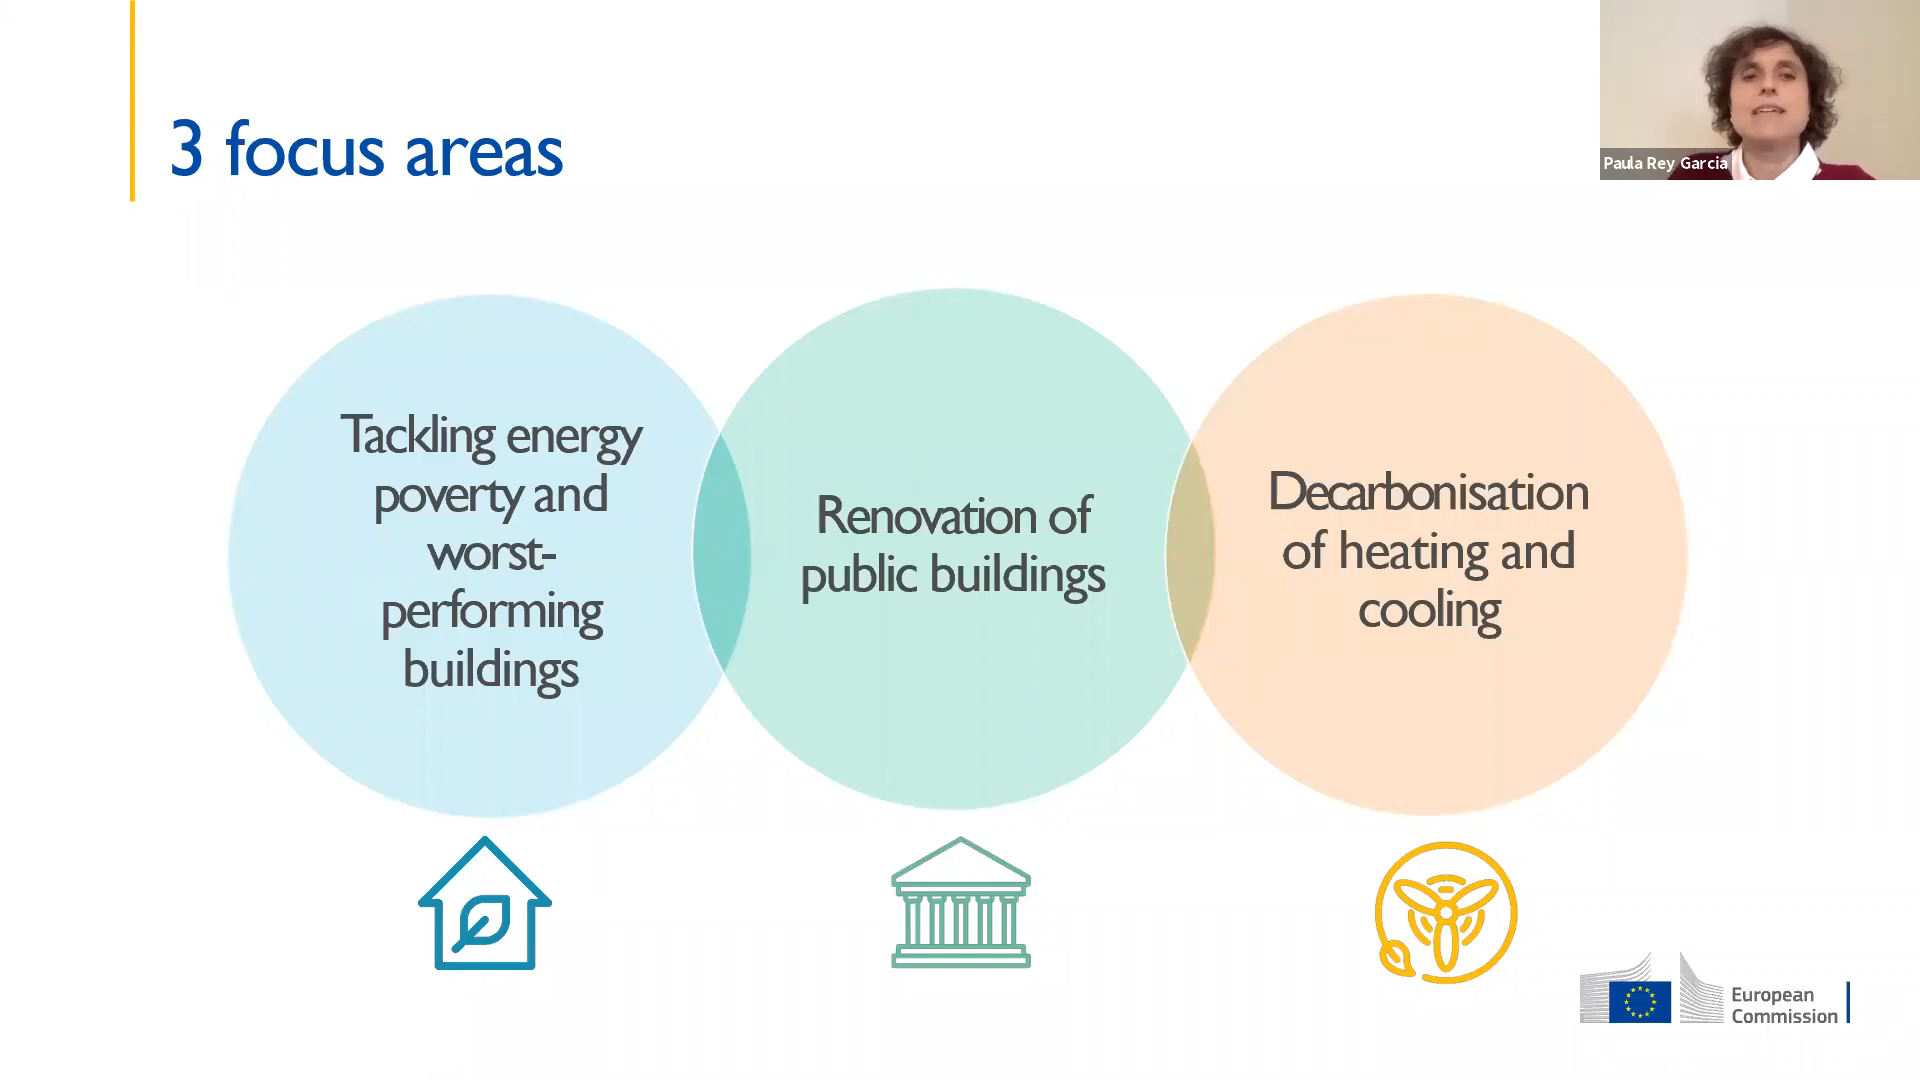 3 focus areas
Paula Rey Garcia
Tackling energy
poverty and
worst-
performing
buildings
Renovation of
public buildings
Decarbonisation
of heating and
cooling
European
Commission